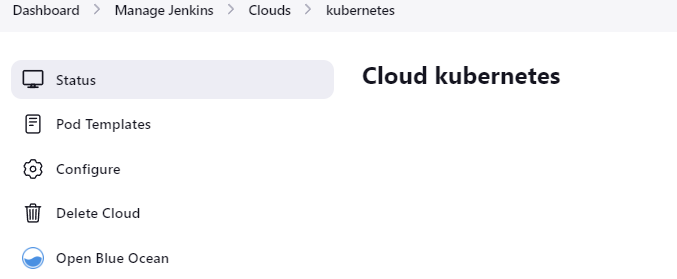 Dashboard > Manage Jenkins > Clouds > kubernetes
Status
Cloud kubernetes
Pod Templates
Configure
Delete Cloud
Open Blue Ocean